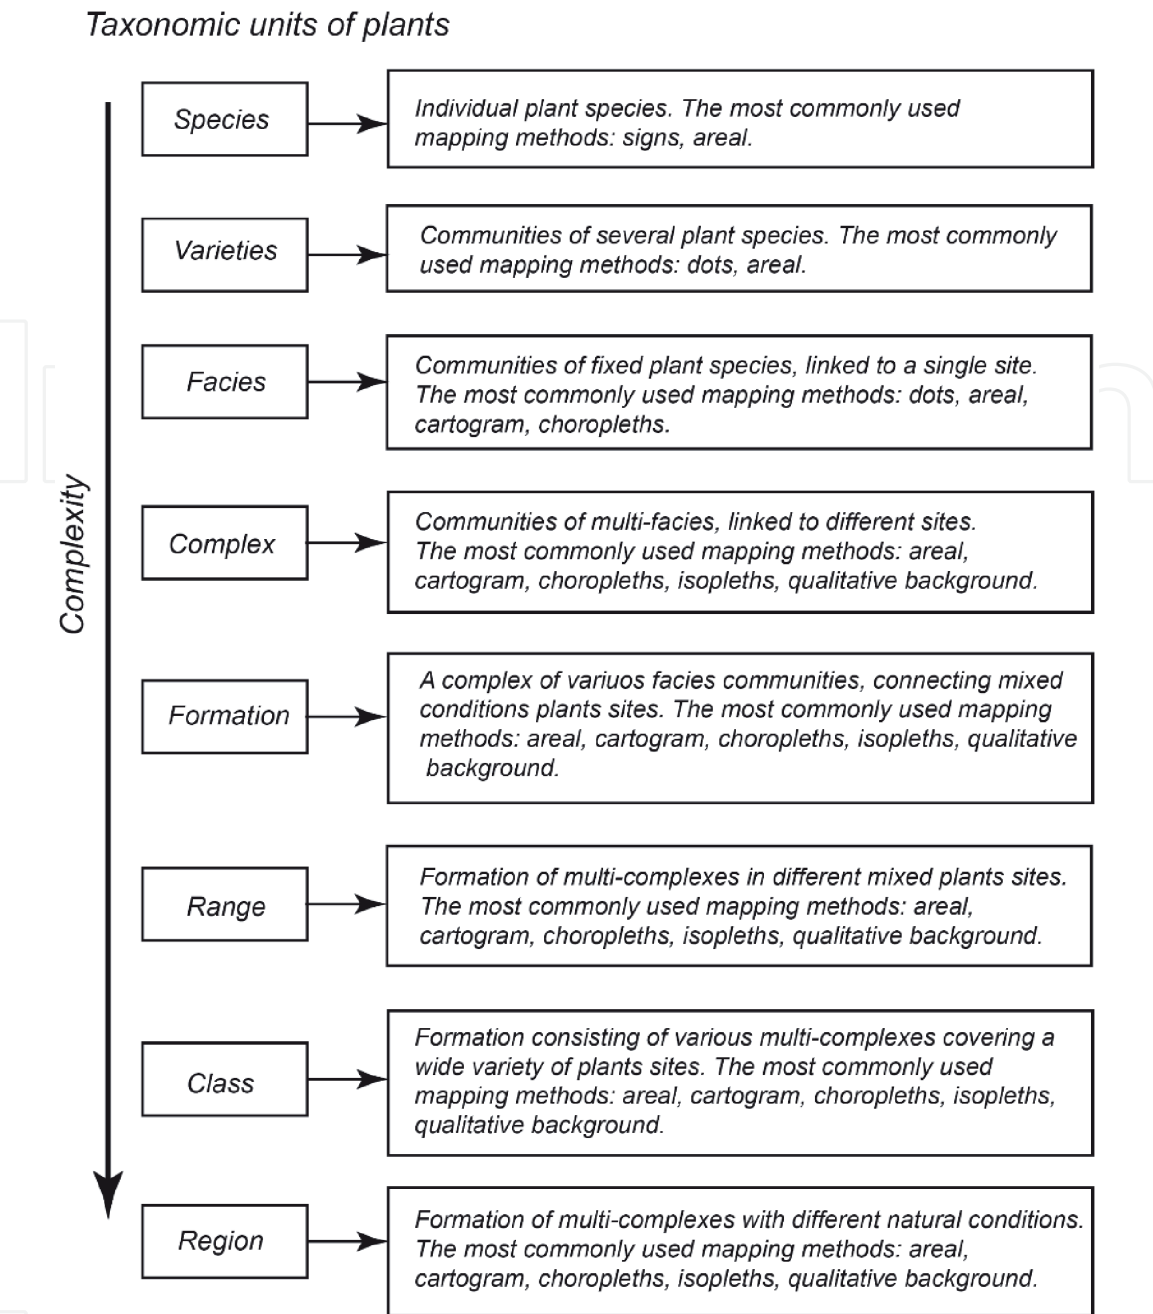 Taxonomic units of plants
Complexity
Species
Individual plant species. The most commonly used
mapping methods: signs, areal.
Varieties
Communities of several plant species. The most commonly
used mapping methods: dots, areal.
Facies
Communities of fixed plant species, linked to a single site.
The most commonly used mapping methods: dots, areal,
cartogram, choropleths.
Complex
Communities of multi-facies, linked to different sites.
The most commonly used mapping methods: areal,
cartogram, choropleths, isopleths, qualitative background.
Formation
A complex of variuos facies communities, connecting mixed
conditions plants sites. The most commonly used mapping
methods: areal, cartogram, choropleths, isopleths, qualitative
background.
Range
Formation of multi-complexes in different mixed plants sites.
The most commonly used mapping methods: areal,
cartogram, choropleths, isopleths, qualitative background.
Class
Formation consisting of various multi-complexes covering a
wide variety of plants sites. The most commonly used
mapping methods: areal, cartogram, choropleths, isopleths,
qualitative background.
Region
Formation of multi-complexes with different natural conditions.
The most commonly used mapping methods: areal,
cartogram, choropleths, isopleths, qualitative background.